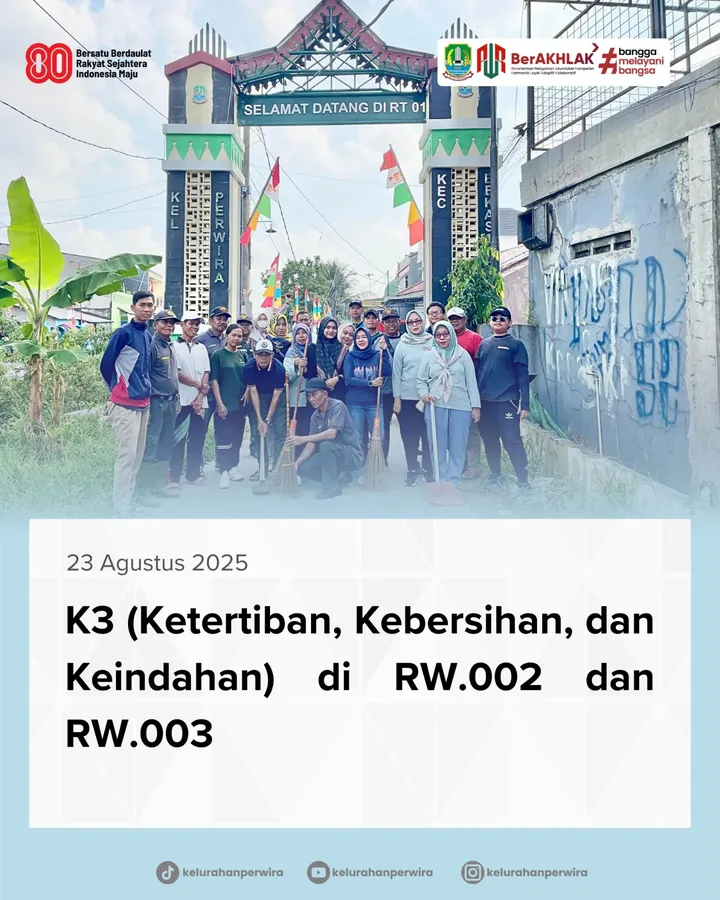 80
Bersatu Berdaulat
Rakyat Sejahtera
Indonesia Maju
BerAKHLAK
#bangga
melayani
bangsa
SELAMAT DATANG DI RT 01
KEL
PERWIRA
KEC
BEKAS
23 Agustus 2025
K3 (Ketertiban, Kebersihan, dan
Keindahan) di RW.002 dan
RW.003
kelurahanperwira
kelurahanperwira
kelurahanperwira